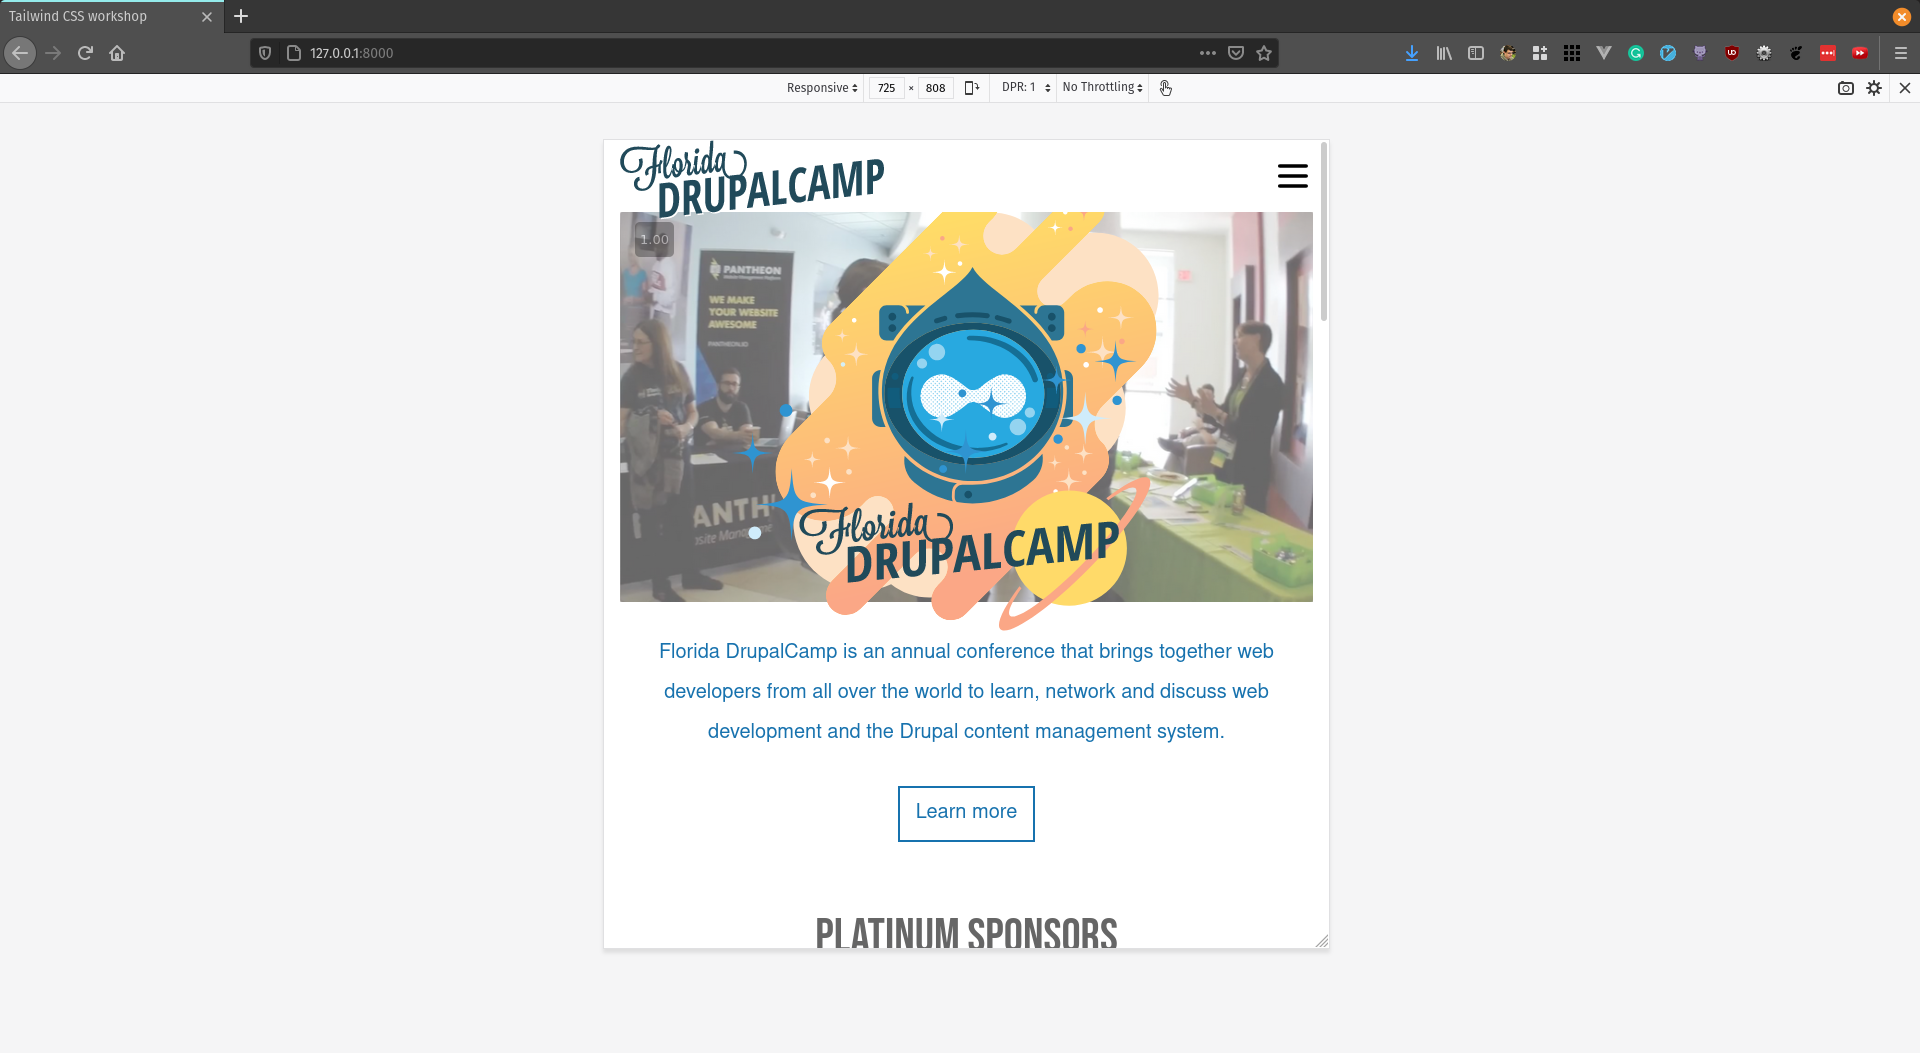 Tailwind CSS workshop
127.0.0.1:8000
Responsive 725 × 808 DPR: 1 No Throttling
Florida
DRUPALCAMP
1.00
PANTHEON
WE MAKE
YOUR WEBSITE
AWESOME
PANTHEON.IO
ANTH
Florida
DRUPALCAMP
Florida DrupalCamp is an annual conference that brings together web
developers from all over the world to learn, network and discuss web
development and the Drupal content management system.
Learn more
PLATINUM SPONSORS